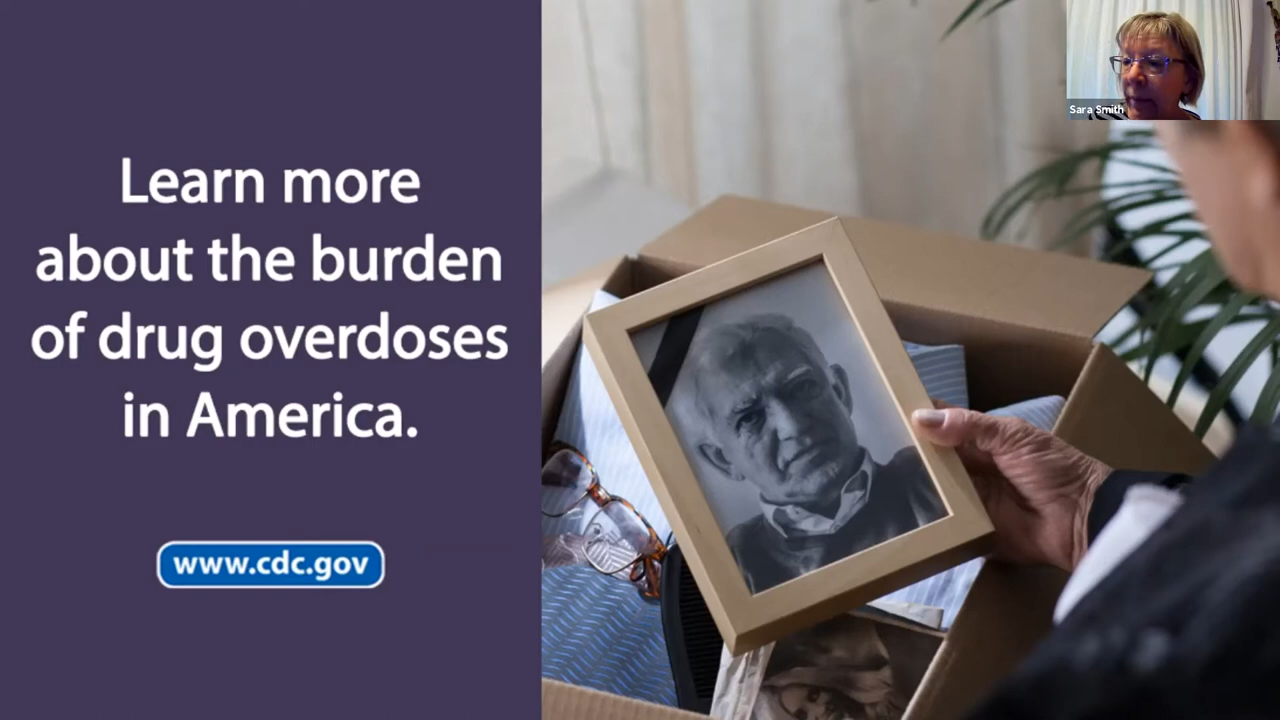 Learn more
about the burden
of drug overdoses
in America.
www.cdc.gov
Sara Smith